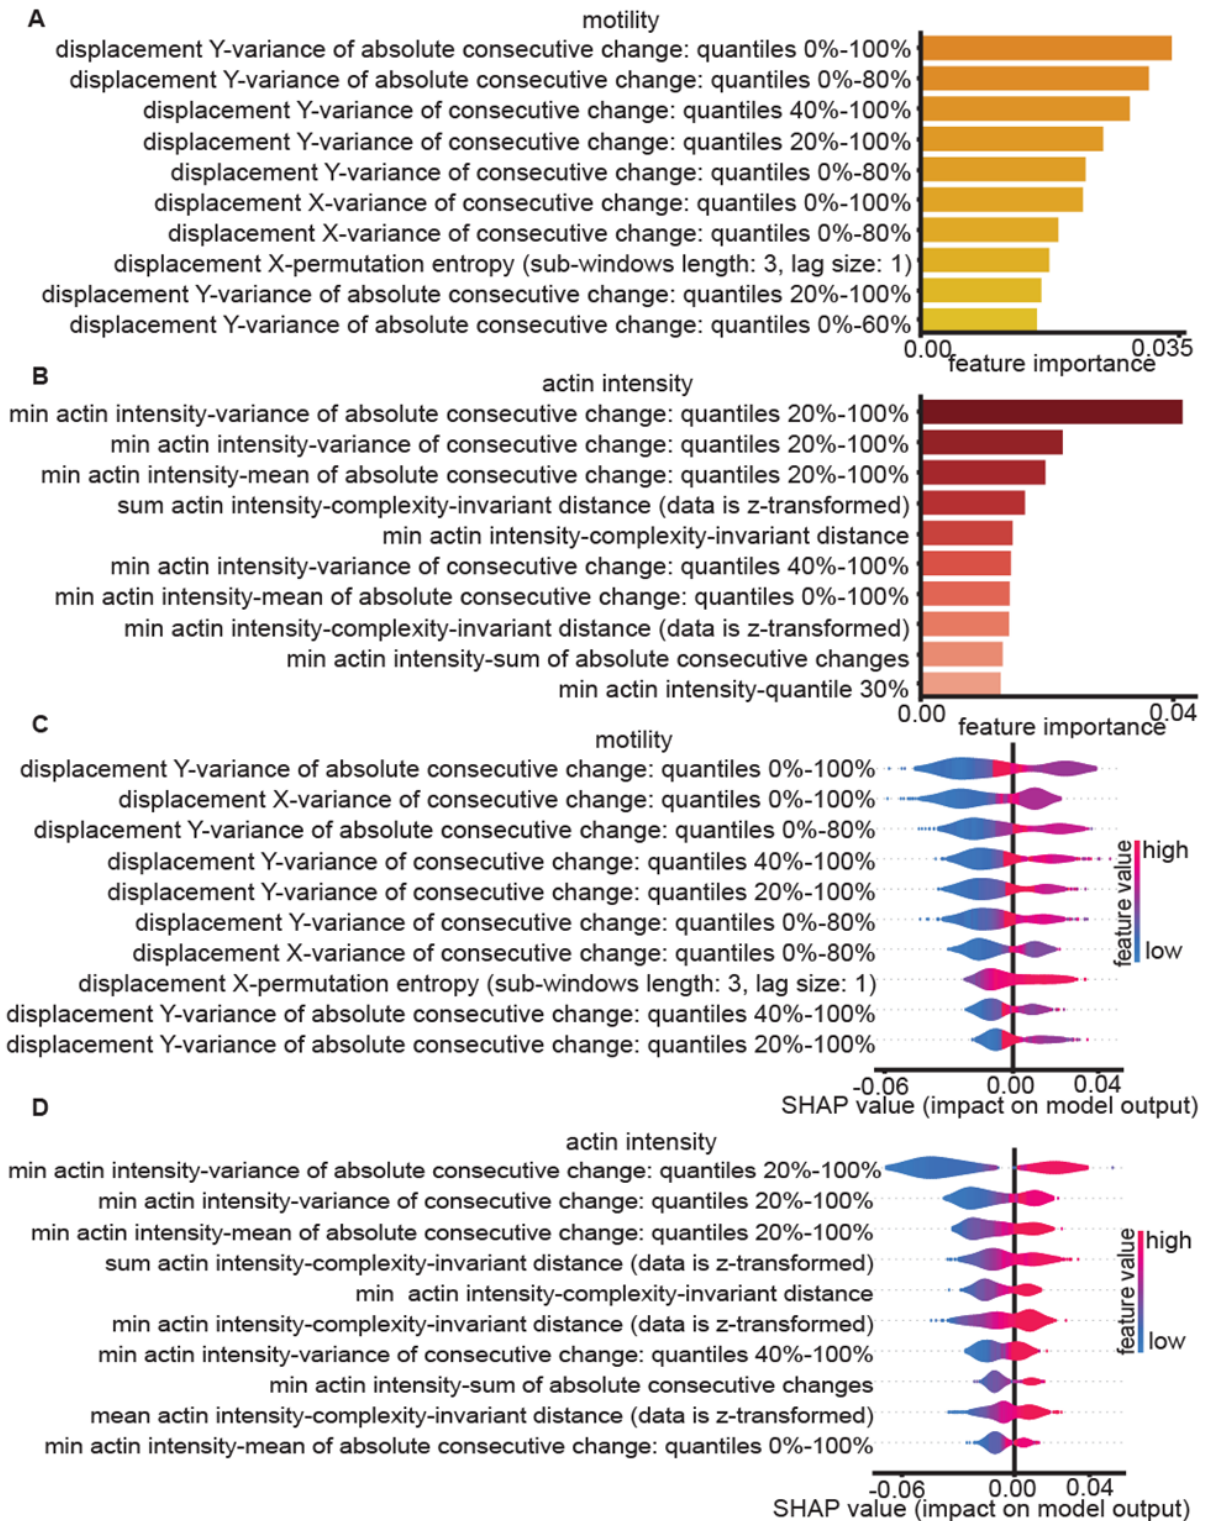 A
motility
displacement Y-variance of absolute consecutive change: quantiles 0%-100%
displacement Y-variance of absolute consecutive change: quantiles 0%-80%
displacement Y-variance of consecutive change: quantiles 40%-100%
displacement Y-variance of consecutive change: quantiles 20%-100%
displacement Y-variance of consecutive change: quantiles 0%-80%
displacement X-variance of consecutive change: quantiles 0%-100%
displacement X-variance of consecutive change: quantiles 0%-80%
displacement X-permutation entropy (sub-windows length: 3, lag size: 1)
displacement Y-variance of absolute consecutive change: quantiles 20%-100%
displacement Y-variance of absolute consecutive change: quantiles 0%-60%
0.00 0.035
feature importance
B
actin intensity
min actin intensity-variance of absolute consecutive change: quantiles 20%-100%
min actin intensity-variance of consecutive change: quantiles 20%-100%
min actin intensity-mean of absolute consecutive change: quantiles 20%-100%
sum actin intensity-complexity-invariant distance (data is z-transformed)
min actin intensity-complexity-invariant distance
min actin intensity-variance of consecutive change: quantiles 40%-100%
min actin intensity-mean of absolute consecutive change: quantiles 0%-100%
min actin intensity-complexity-invariant distance (data is z-transformed)
min actin intensity-sum of absolute consecutive changes
min actin intensity-quantile 30%
0.00 0.04
feature importance
C
motility
displacement Y-variance of absolute consecutive change: quantiles 0%-100%
displacement X-variance of consecutive change: quantiles 0%-100%
displacement Y-variance of absolute consecutive change: quantiles 0%-80%
displacement Y-variance of consecutive change: quantiles 40%-100%
displacement Y-variance of consecutive change: quantiles 20%-100%
displacement Y-variance of consecutive change: quantiles 0%-80%
displacement X-variance of consecutive change: quantiles 0%-80%
displacement X-permutation entropy (sub-windows length: 3, lag size: 1)
displacement Y-variance of absolute consecutive change: quantiles 40%-100%
displacement Y-variance of absolute consecutive change: quantiles 20%-100%
high
feature value
low
-0.06 0.00 0.04
SHAP value (impact on model output)
D
actin intensity
min actin intensity-variance of absolute consecutive change: quantiles 20%-100%
min actin intensity-variance of consecutive change: quantiles 20%-100%
min actin intensity-mean of absolute consecutive change: quantiles 20%-100%
sum actin intensity-complexity-invariant distance (data is z-transformed)
min actin intensity-complexity-invariant distance
min actin intensity-complexity-invariant distance (data is z-transformed)
min actin intensity-variance of consecutive change: quantiles 40%-100%
min actin intensity-sum of absolute consecutive changes
mean actin intensity-complexity-invariant distance (data is z-transformed)
min actin intensity-mean of absolute consecutive change: quantiles 0%-100%
high
feature value
low
-0.06 0.00 0.04
SHAP value (impact on model output)